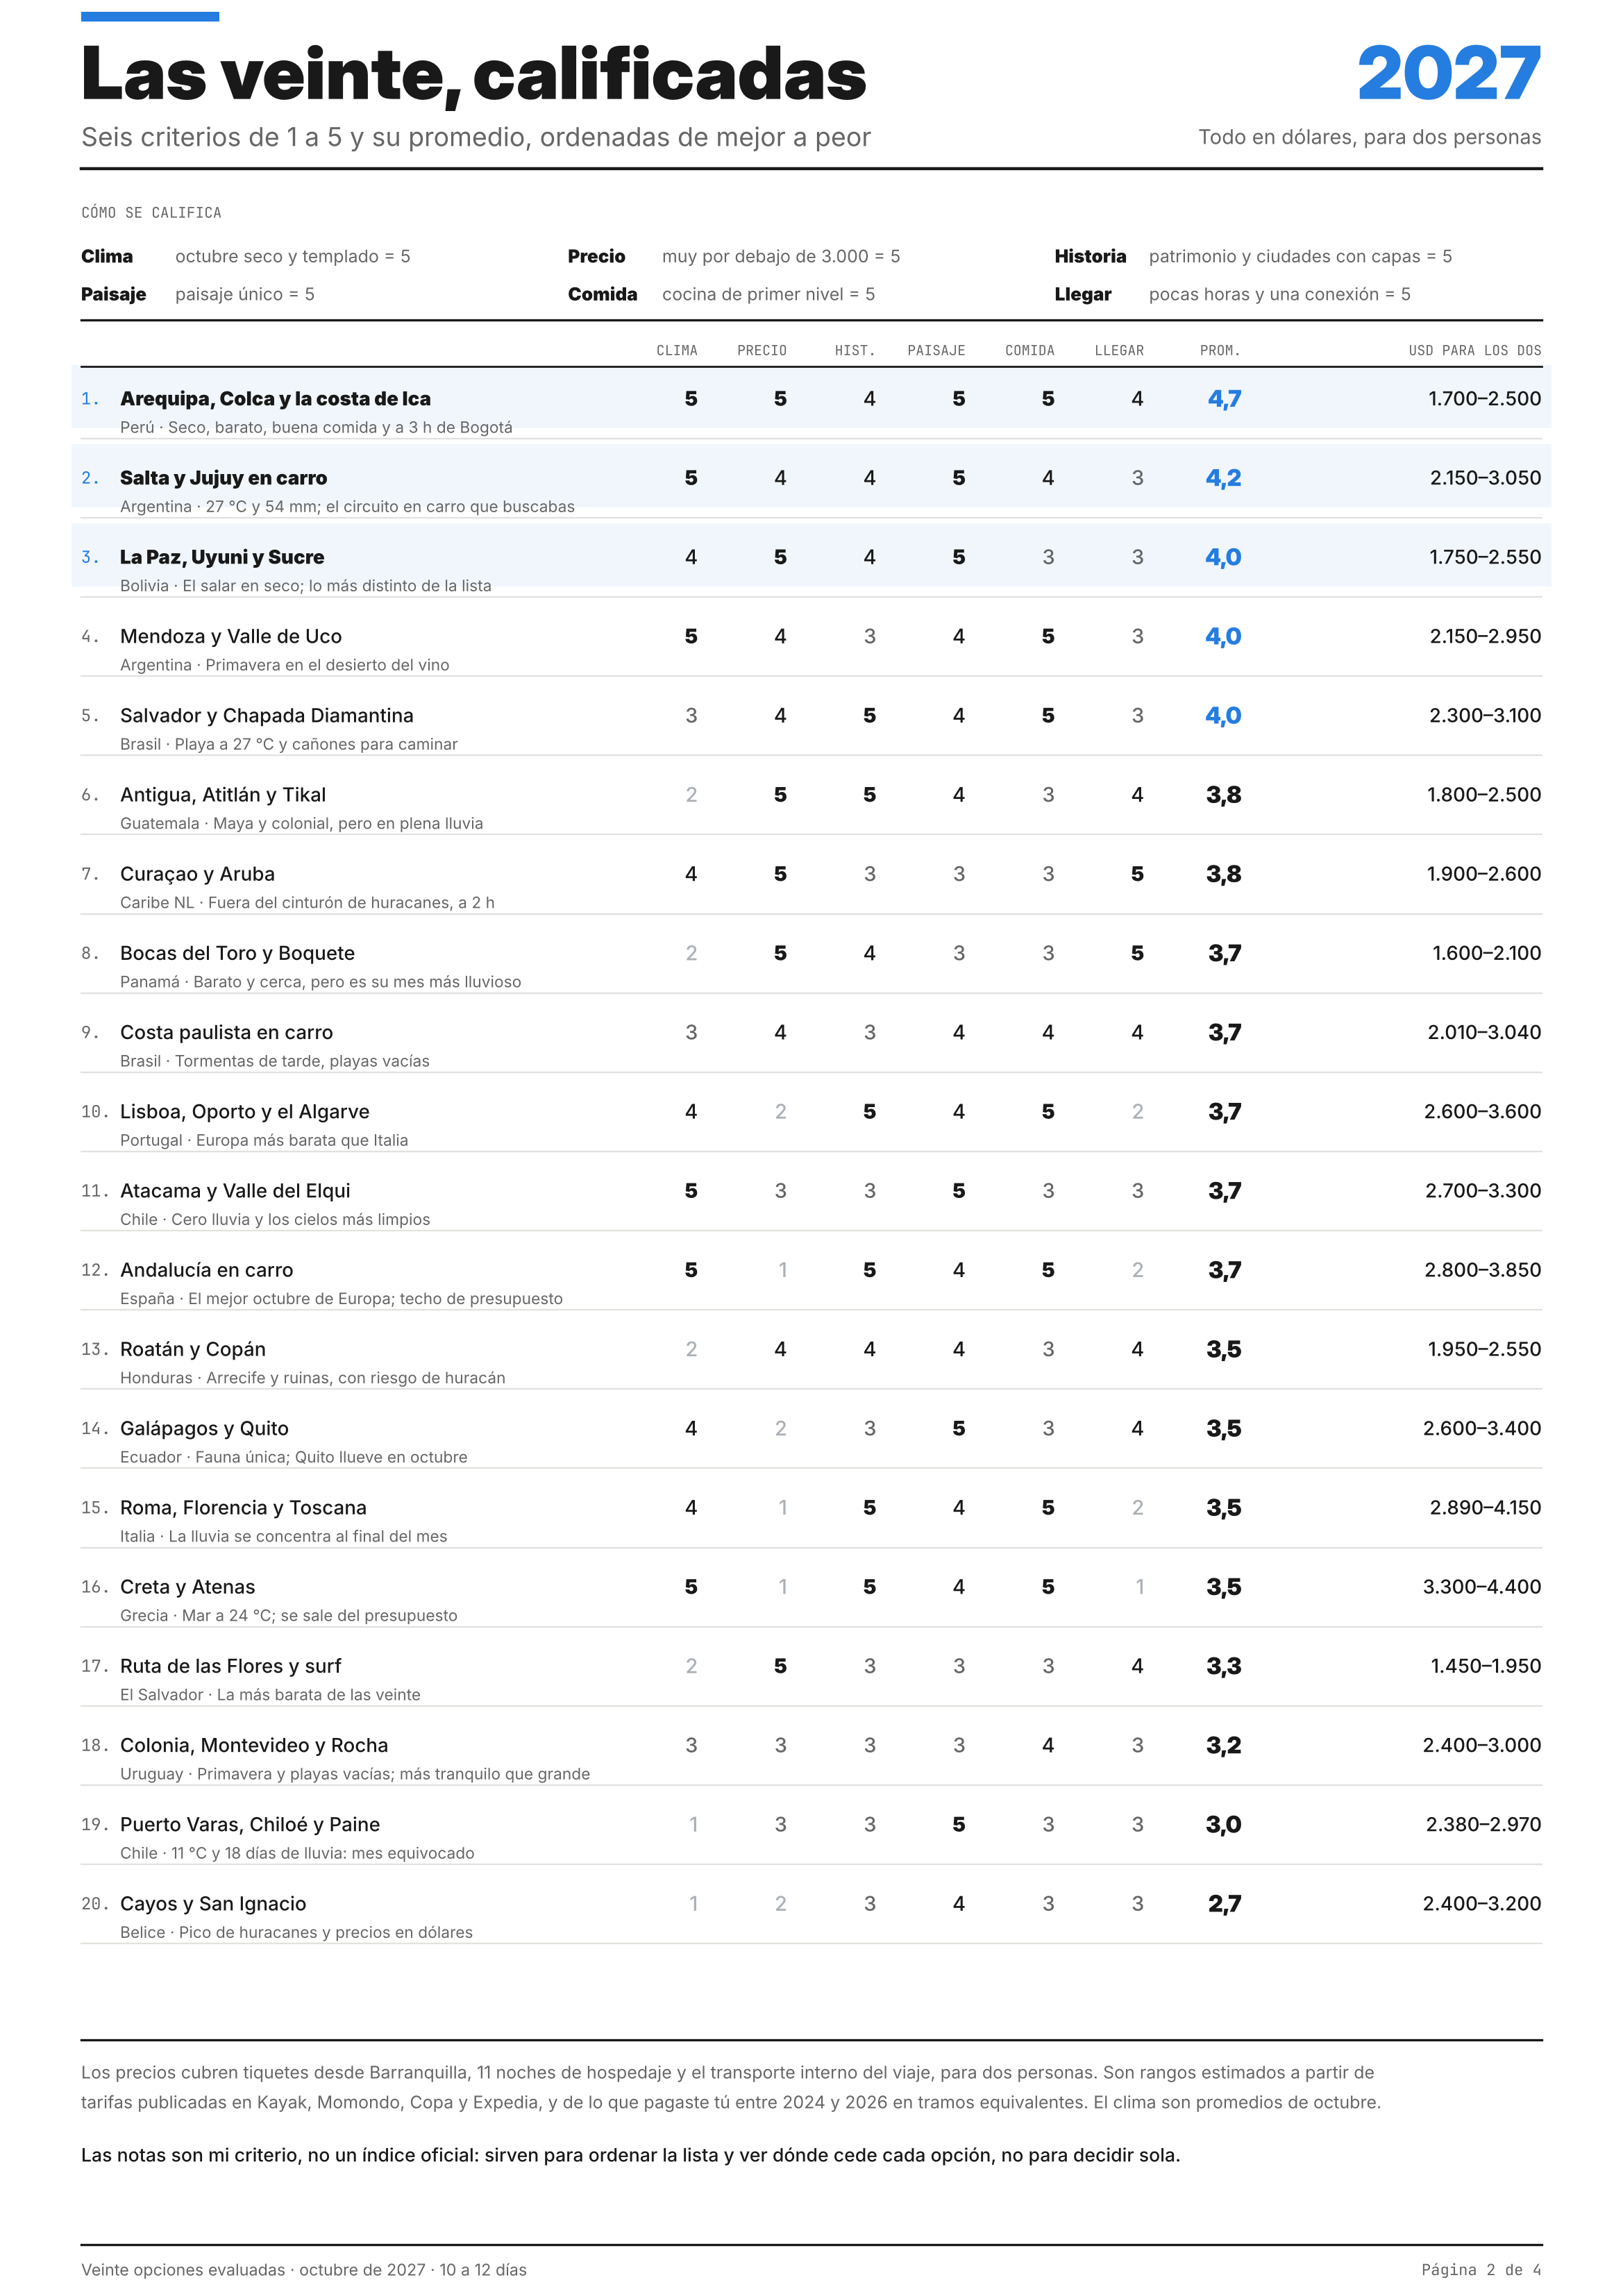 Las veinte, calificadas 2027
Seis criterios de 1 a 5 y su promedio, ordenadas de mejor a peor Todo en dólares, para dos personas
CÓMO SE CALIFICA
Clima octubre seco y templado = 5 Precio muy por debajo de 3.000 = 5 Historia patrimonio y ciudades con capas = 5
Paisaje paisaje único = 5 Comida cocina de primer nivel = 5 Llegar pocas horas y una conexión = 5
CLIMA PRECIO HIST. PAISAJE COMIDA LLEGAR PROM. USD PARA LOS DOS
1. Arequipa, Colca y la costa de Ica 5 5 4 5 5 4 4,7 1.700–2.500
Perú · Seco, barato, buena comida y a 3 h de Bogotá
2. Salta y Jujuy en carro 5 4 4 5 4 3 4,2 2.150–3.050
Argentina · 27 °C y 54 mm; el circuito en carro que buscabas
3. La Paz, Uyuni y Sucre 4 5 4 5 3 3 4,0 1.750–2.550
Bolivia · El salar en seco; lo más distinto de la lista
4. Mendoza y Valle de Uco 5 4 3 4 5 3 4,0 2.150–2.950
Argentina · Primavera en el desierto del vino
5. Salvador y Chapada Diamantina 3 4 5 4 5 3 4,0 2.300–3.100
Brasil · Playa a 27 °C y cañones para caminar
6. Antigua, Atitlán y Tikal 2 5 5 4 3 4 3,8 1.800–2.500
Guatemala · Maya y colonial, pero en plena lluvia
7. Curaçao y Aruba 4 5 3 3 3 5 3,8 1.900–2.600
Caribe NL · Fuera del cinturón de huracanes, a 2 h
8. Bocas del Toro y Boquete 2 5 4 3 3 5 3,7 1.600–2.100
Panamá · Barato y cerca, pero es su mes más lluvioso
9. Costa paulista en carro 3 4 3 4 4 4 3,7 2.010–3.040
Brasil · Tormentas de tarde, playas vacías
10. Lisboa, Oporto y el Algarve 4 2 5 4 5 2 3,7 2.600–3.600
Portugal · Europa más barata que Italia
11. Atacama y Valle del Elqui 5 3 3 5 3 3 3,7 2.700–3.300
Chile · Cero lluvia y los cielos más limpios
12. Andalucía en carro 5 1 5 4 5 2 3,7 2.800–3.850
España · El mejor octubre de Europa; techo de presupuesto
13. Roatán y Copán 2 4 4 4 3 4 3,5 1.950–2.550
Honduras · Arrecife y ruinas, con riesgo de huracán
14. Galápagos y Quito 4 2 3 5 3 4 3,5 2.600–3.400
Ecuador · Fauna única; Quito llueve en octubre
15. Roma, Florencia y Toscana 4 1 5 4 5 2 3,5 2.890–4.150
Italia · La lluvia se concentra al final del mes
16. Creta y Atenas 5 1 5 4 5 1 3,5 3.300–4.400
Grecia · Mar a 24 °C; se sale del presupuesto
17. Ruta de las Flores y surf 2 5 3 3 3 4 3,3 1.450–1.950
El Salvador · La más barata de las veinte
18. Colonia, Montevideo y Rocha 3 3 3 3 4 3 3,2 2.400–3.000
Uruguay · Primavera y playas vacías; más tranquilo que grande
19. Puerto Varas, Chiloé y Paine 1 3 3 5 3 3 3,0 2.380–2.970
Chile · 11 °C y 18 días de lluvia: mes equivocado
20. Cayos y San Ignacio 1 2 3 4 3 3 2,7 2.400–3.200
Belice · Pico de huracanes y precios en dólares
Los precios cubren tiquetes desde Barranquilla, 11 noches de hospedaje y el transporte interno del viaje, para dos personas. Son rangos estimados a partir de
tarifas publicadas en Kayak, Momondo, Copa y Expedia, y de lo que pagaste tú entre 2024 y 2026 en tramos equivalentes. El clima son promedios de octubre.
Las notas son mi criterio, no un índice oficial: sirven para ordenar la lista y ver dónde cede cada opción, no para decidir sola.
Veinte opciones evaluadas · octubre de 2027 · 10 a 12 días Página 2 de 4